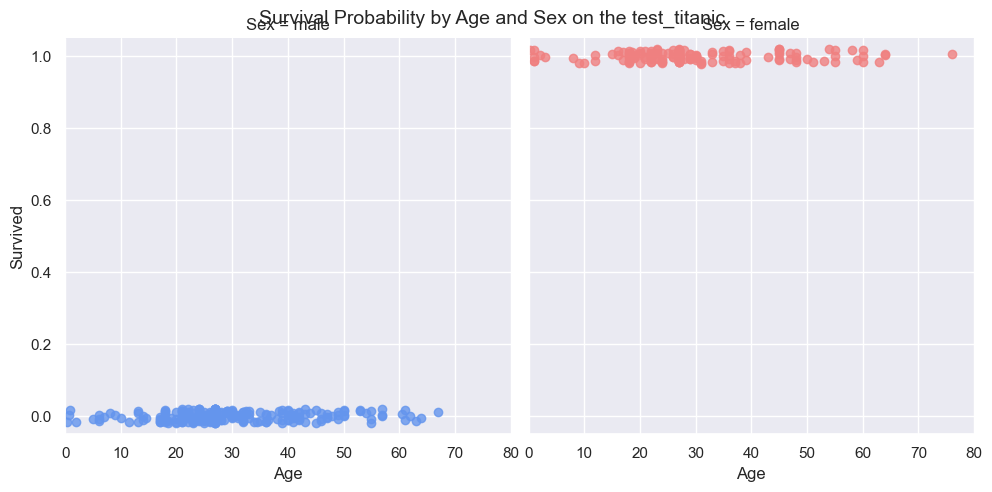 Survival Probability by Age and Sex on the test_titanic
Sex = male
Sex = female
1.0
0.8
0.6
0.4
0.2
0.0
Survived
0 10 20 30 40 50 60 70 80
0 10 20 30 40 50 60 70 80
Age
Age